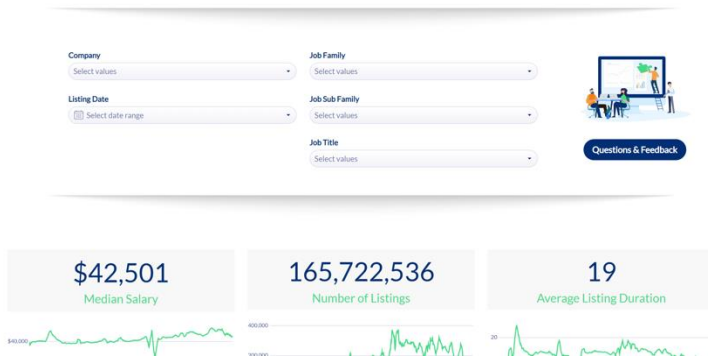 Company
Select values
Job Family
Select values
Listing Date
Select date range
Job Sub Family
Select values
Job Title
Select values
Questions & Feedback
$42,501
Median Salary
165,722,536
Number of Listings
19
Average Listing Duration
$40,000
400,000
200,000
20